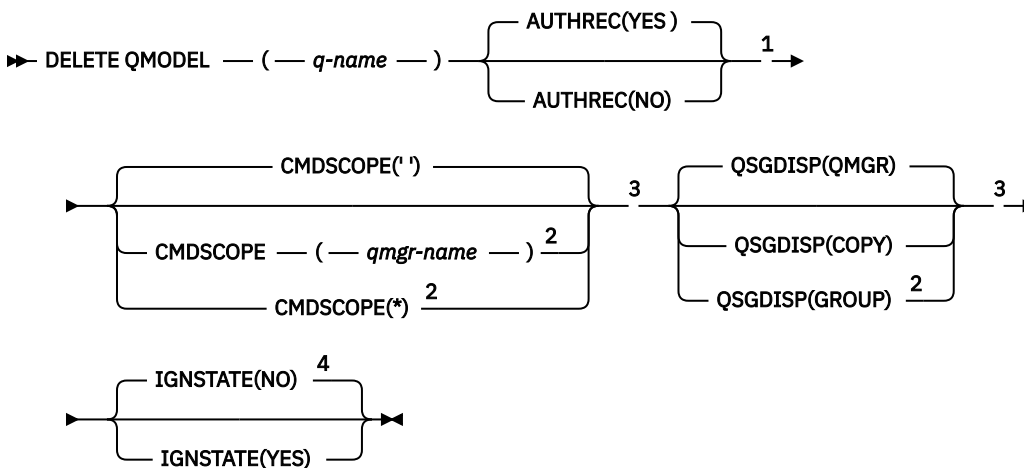 AUTHREC(YES )
DELETE QMODEL ( q-name ) 1
AUTHREC(NO)
CMDSCOPE(' ') 3 QSGDISP(QMGR) 3
CMDSCOPE ( qmgr-name ) 2 QSGDISP(COPY)
CMDSCOPE(*) 2 QSGDISP(GROUP) 2
IGNSTATE(NO) 4
IGNSTATE(YES)